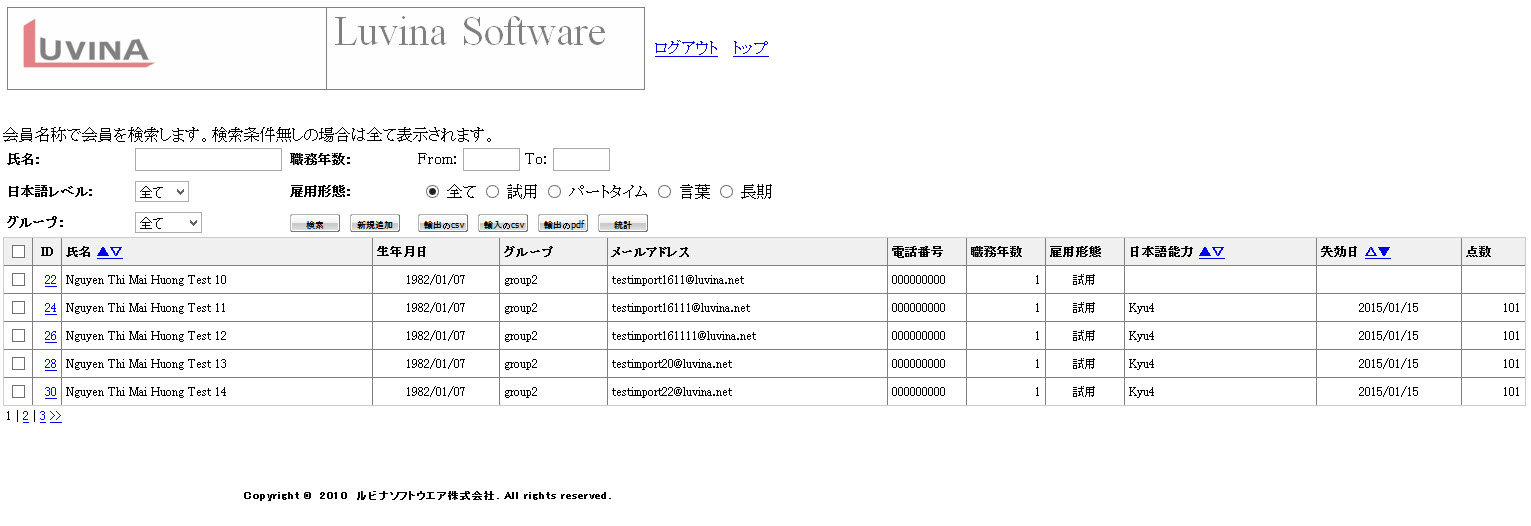 LUVINA
Luvina Software
ログアウト トップ
会員名称で会員を検索します。検索条件無しの場合は全て表示されます。
氏名: 職務年数: From: To:
日本語レベル: 全て 雇用形態: 全て 試用 パートタイム 言葉 長期
グループ: 全て 検索 新規追加 輸出のcsv 輸入のcsv 輸出のpdf 統計
ID 氏名 ▲▽ 生年月日 グループ メールアドレス 電話番号 職務年数 雇用形態 日本語能力 ▲▽ 失効日 △▼ 点数
22 Nguyen Thi Mai Huong Test 10 1982/01/07 group2 testimport1611@luvina.net 000000000 1 試用
24 Nguyen Thi Mai Huong Test 11 1982/01/07 group2 testimport16111@luvina.net 000000000 1 試用 Kyu4 2015/01/15 101
26 Nguyen Thi Mai Huong Test 12 1982/01/07 group2 testimport161111@luvina.net 000000000 1 試用 Kyu4 2015/01/15 101
28 Nguyen Thi Mai Huong Test 13 1982/01/07 group2 testimport20@luvina.net 000000000 1 試用 Kyu4 2015/01/15 101
30 Nguyen Thi Mai Huong Test 14 1982/01/07 group2 testimport22@luvina.net 000000000 1 試用 Kyu4 2015/01/15 101
1 | 2 | 3 >>
Copyright © 2010 ルビナソフトウエア株式会社. All rights reserved.